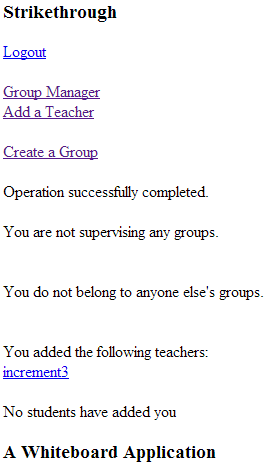 Strikethrough
Logout
Group Manager
Add a Teacher
Create a Group
Operation successfully completed.
You are not supervising any groups.
You do not belong to anyone else's groups.
You added the following teachers:
increment3
No students have added you
A Whiteboard Application